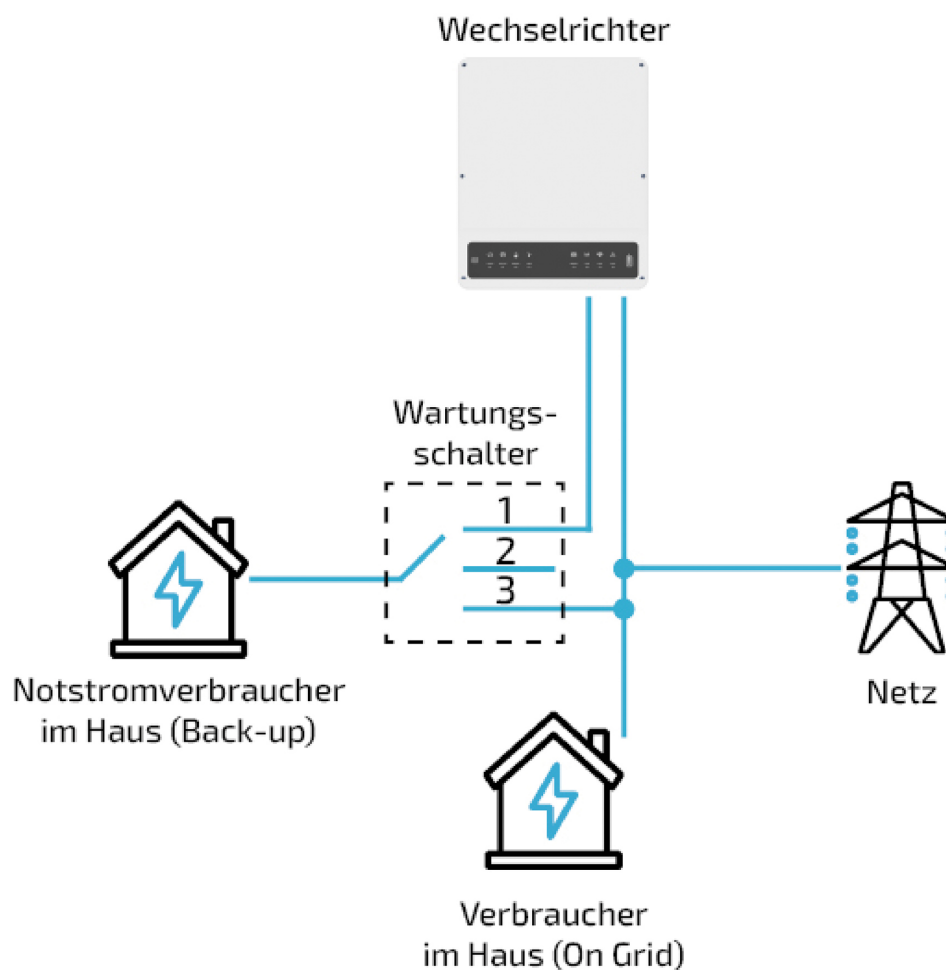 Wechselrichter
Wartungs-
schalter
1
2
3
Notstromverbraucher
im Haus (Back-up)
Netz
Verbraucher
im Haus (On Grid)